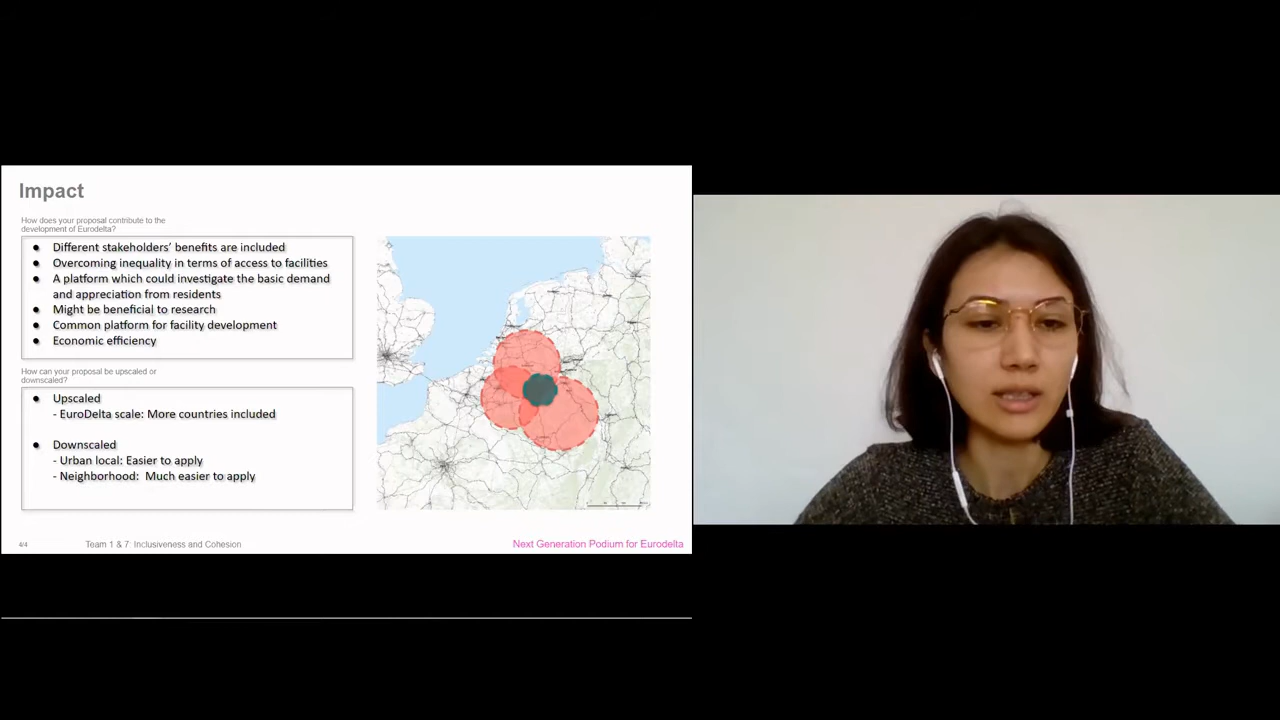 Impact
How does your proposal contribute to the
development of Eurodelta?
● Different stakeholders’ benefits are included
● Overcoming inequality in terms of access to facilities
● A platform which could investigate the basic demand
and appreciation from residents
● Might be beneficial to research
● Common platform for facility development
● Economic efficiency
How can your proposal be upscaled or
downscaled?
● Upscaled
- EuroDelta scale: More countries included
● Downscaled
- Urban local: Easier to apply
- Neighborhood: Much easier to apply
4/4
Team 1 & 7: Inclusiveness and Cohesion
Next Generation Podium for Eurodelta